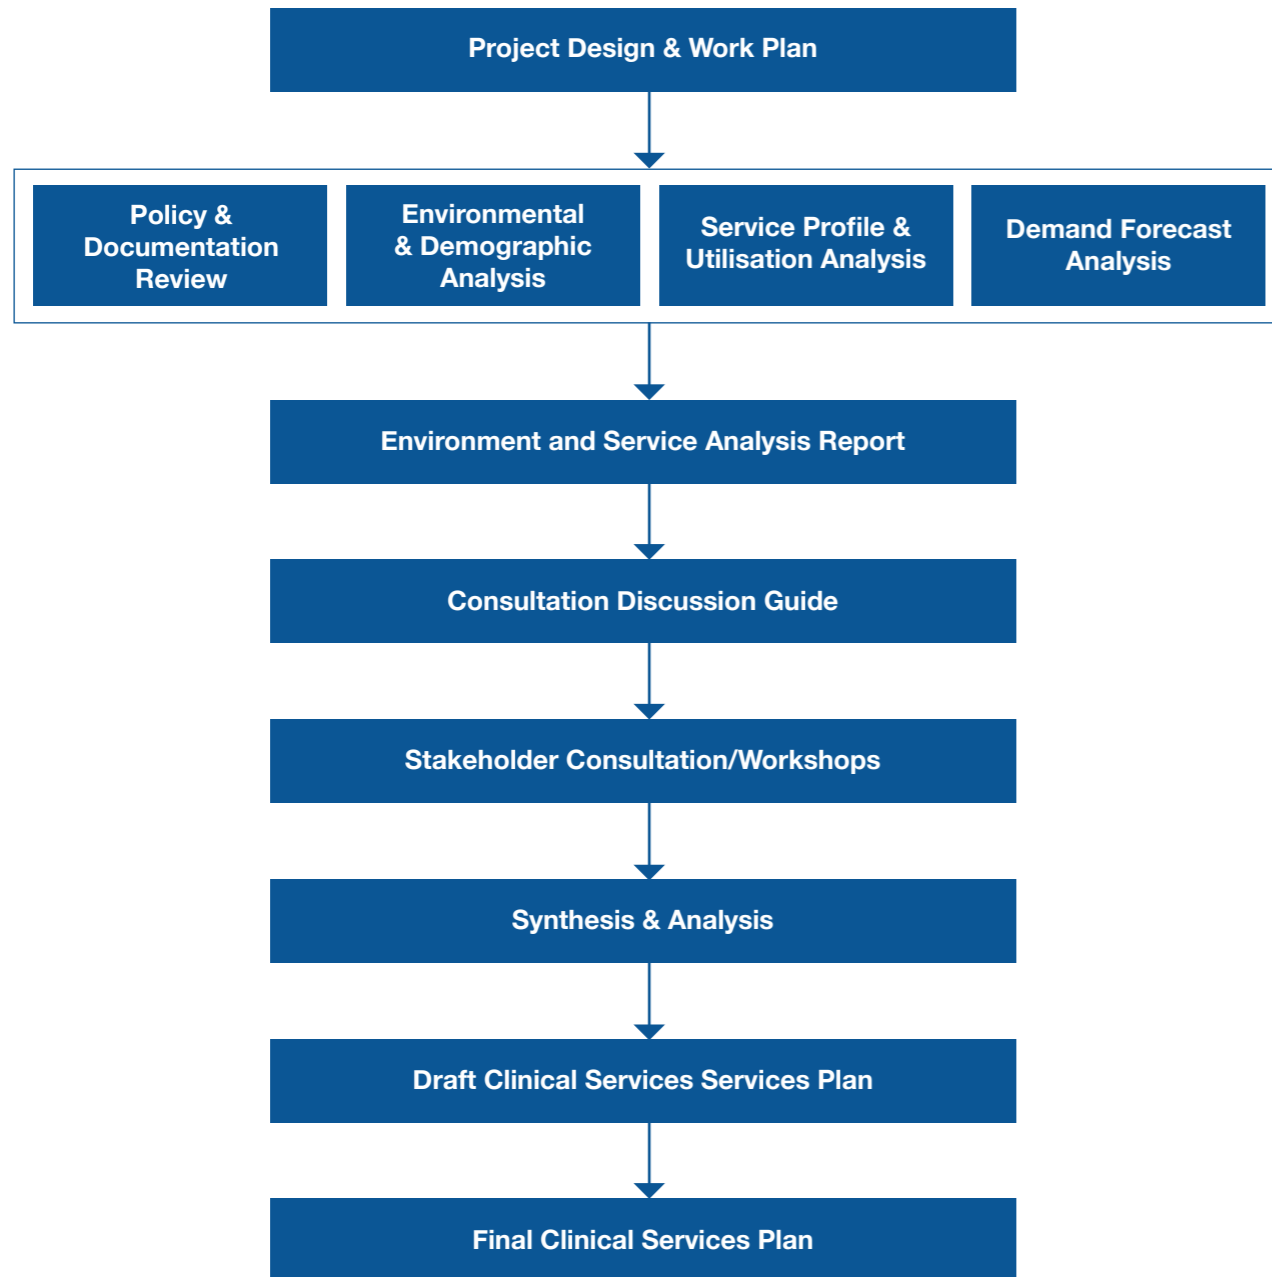 Project Design & Work Plan
Policy &
Documentation
Review
Environmental
& Demographic
Analysis
Service Profile &
Utilisation Analysis
Demand Forecast
Analysis
Environment and Service Analysis Report
Consultation Discussion Guide
Stakeholder Consultation/Workshops
Synthesis & Analysis
Draft Clinical Services Services Plan
Final Clinical Services Plan